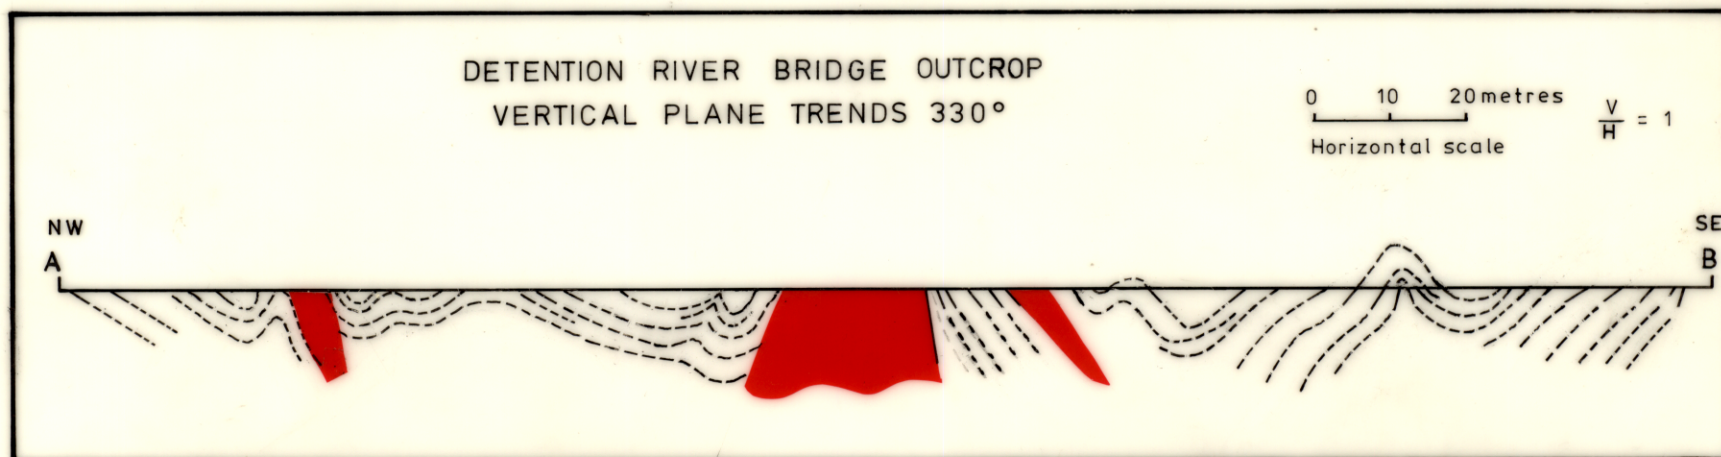 DETENTION RIVER BRIDGE OUTCROP
VERTICAL PLANE TRENDS 330°
0 10 20 metres
Horizontal scale
V/H = 1
NW
A
SE
B